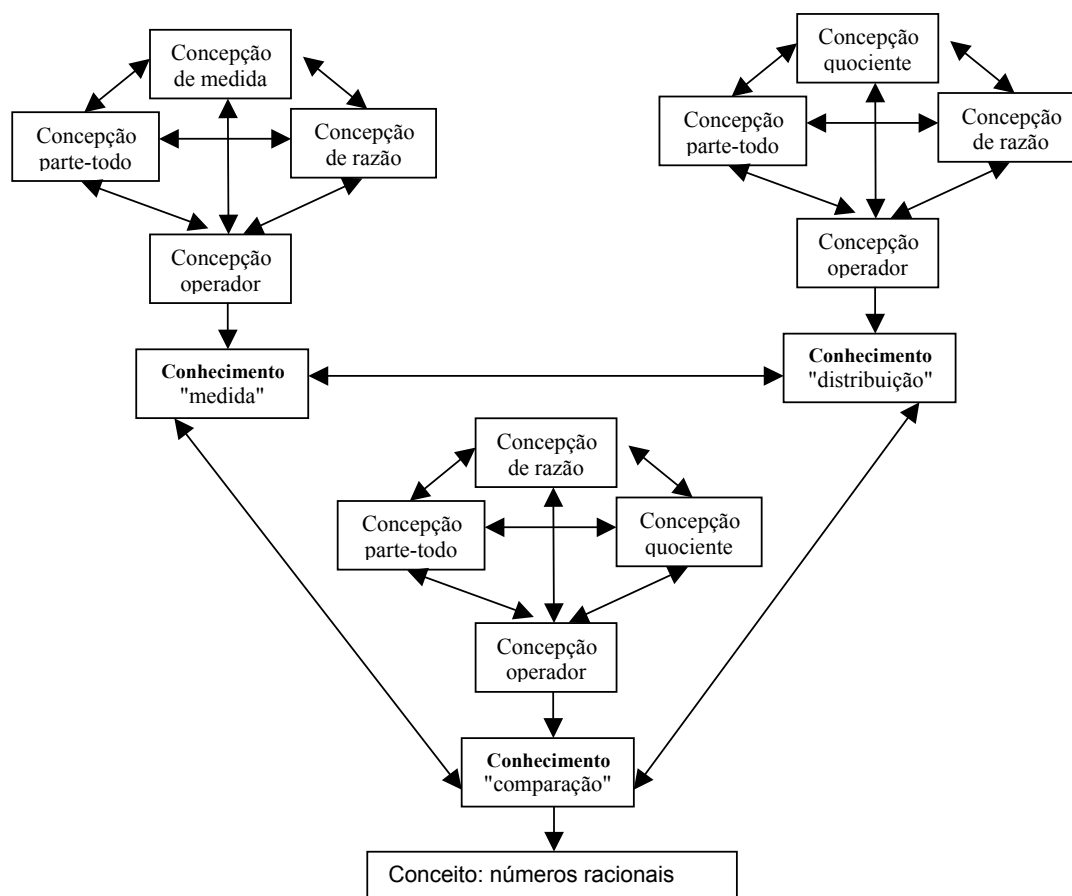 Concepção
de medida
Concepção
parte-todo
Concepção
de razão
Concepção
operador
Conhecimento
"medida"
Concepção
quociente
Concepção
parte-todo
Concepção
de razão
Concepção
operador
Conhecimento
"distribuição"
Concepção
de razão
Concepção
parte-todo
Concepção
quociente
Concepção
operador
Conhecimento
"comparação"
Conceito: números racionais